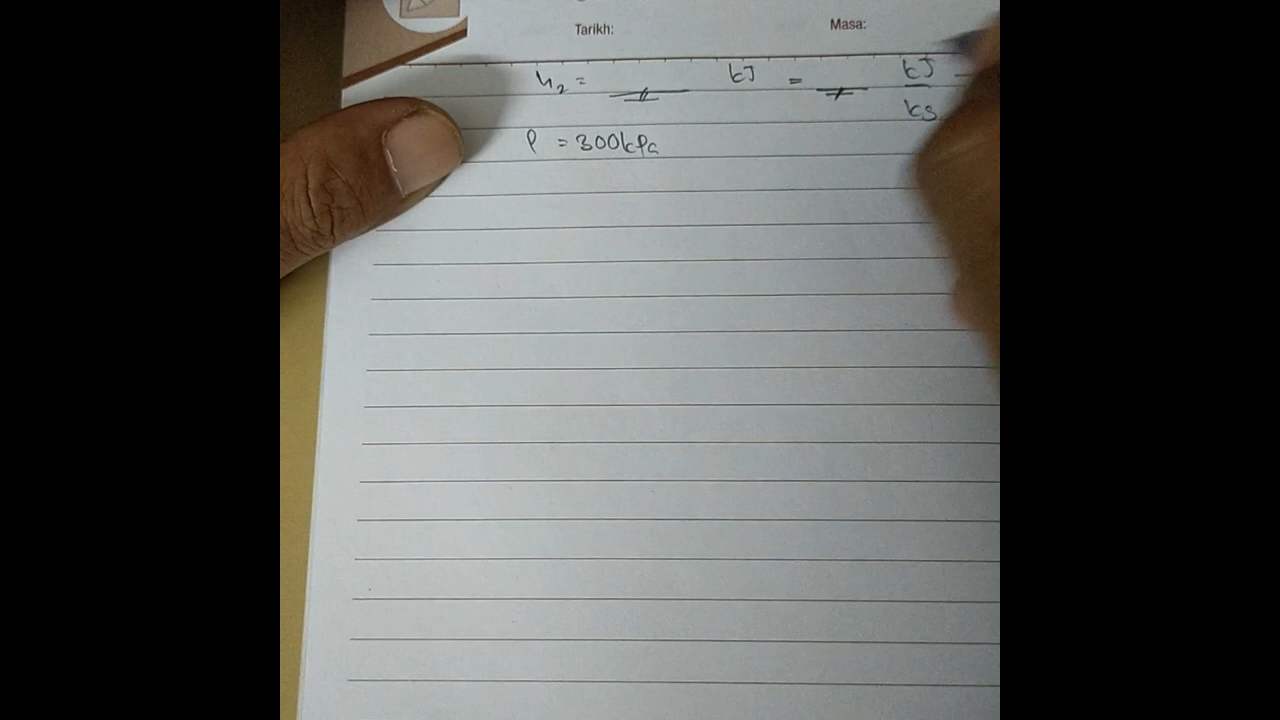 Tarikh: Masa:
h₂ = kJ = kJ/kg
P = 300kPa